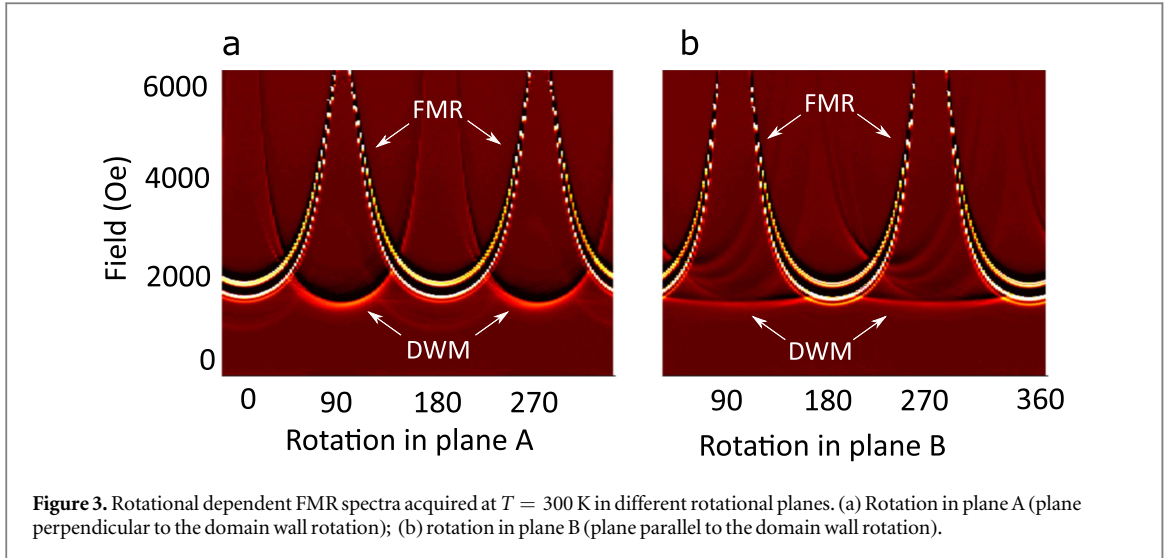 a
b
6000
4000
2000
0
Field (Oe)
FMR
DWM
0 90 180 270
Rotation in plane A
FMR
DWM
90 180 270 360
Rotation in plane B
Figure 3. Rotational dependent FMR spectra acquired at T = 300 K in different rotational planes. (a) Rotation in plane A (plane
perpendicular to the domain wall rotation); (b) rotation in plane B (plane parallel to the domain wall rotation).